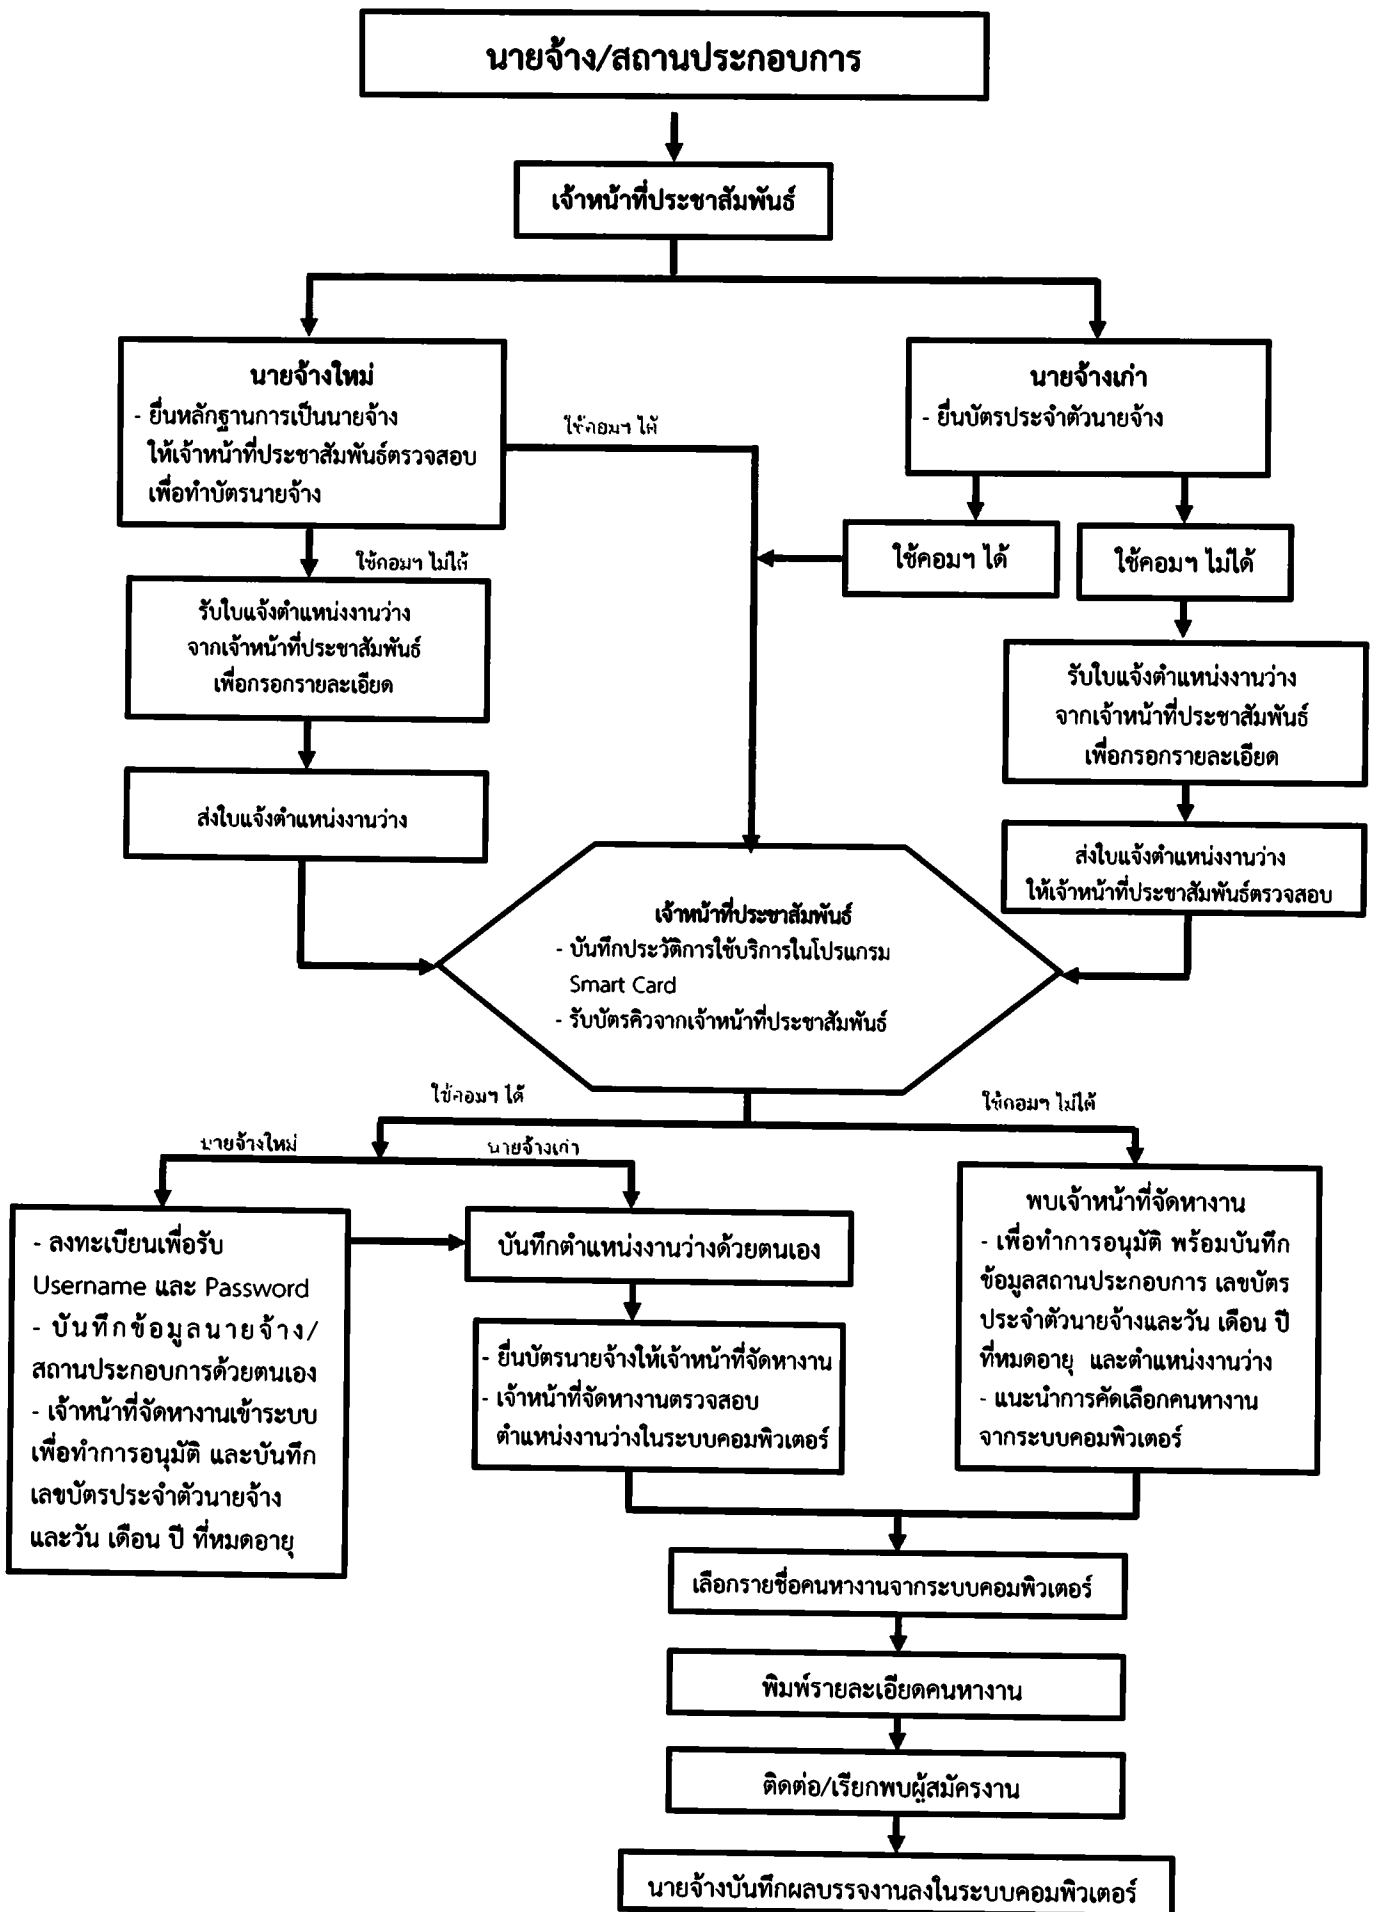 นายจ้าง/สถานประกอบการ
เจ้าหน้าที่ประชาสัมพันธ์
นายจ้างใหม่
- ยื่นหลักฐานการเป็นนายจ้าง
ให้เจ้าหน้าที่ประชาสัมพันธ์ตรวจสอบ
เพื่อทำบัตรนายจ้าง
ใช้คอมฯ ได้
นายจ้างเก่า
- ยื่นบัตรประจำตัวนายจ้าง
ใช้คอมฯ ได้
ใช้คอมฯ ไม่ได้
ใช้คอมฯ ไม่ได้
รับใบแจ้งตำแหน่งงานว่าง
จากเจ้าหน้าที่ประชาสัมพันธ์
เพื่อกรอกรายละเอียด
รับใบแจ้งตำแหน่งงานว่าง
จากเจ้าหน้าที่ประชาสัมพันธ์
เพื่อกรอกรายละเอียด
ส่งใบแจ้งตำแหน่งงานว่าง
ส่งใบแจ้งตำแหน่งงานว่าง
ให้เจ้าหน้าที่ประชาสัมพันธ์ตรวจสอบ
เจ้าหน้าที่ประชาสัมพันธ์
- บันทึกประวัติการใช้บริการในโปรแกรม
Smart Card
- รับบัตรคิวจากเจ้าหน้าที่ประชาสัมพันธ์
ใช้คอมฯ ได้
ใช้คอมฯ ไม่ได้
นายจ้างใหม่
นายจ้างเก่า
- ลงทะเบียนเพื่อรับ
Username และ Password
- บันทึกข้อมูลนายจ้าง/
สถานประกอบการด้วยตนเอง
- เจ้าหน้าที่จัดหางานเข้าระบบ
เพื่อทำการอนุมัติ และบันทึก
เลขบัตรประจำตัวนายจ้าง
และวัน เดือน ปี ที่หมดอายุ
บันทึกตำแหน่งงานว่างด้วยตนเอง
- ยื่นบัตรนายจ้างให้เจ้าหน้าที่จัดหางาน
- เจ้าหน้าที่จัดหางานตรวจสอบ
ตำแหน่งงานว่างในระบบคอมพิวเตอร์
พบเจ้าหน้าที่จัดหางาน
- เพื่อทำการอนุมัติ พร้อมบันทึก
ข้อมูลสถานประกอบการ เลขบัตร
ประจำตัวนายจ้างและวัน เดือน ปี
ที่หมดอายุ และตำแหน่งงานว่าง
- แนะนำการคัดเลือกคนหางาน
จากระบบคอมพิวเตอร์
เลือกรายชื่อคนหางานจากระบบคอมพิวเตอร์
พิมพ์รายละเอียดคนหางาน
ติดต่อ/เรียกพบผู้สมัครงาน
นายจ้างบันทึกผลบรรจุงานลงในระบบคอมพิวเตอร์